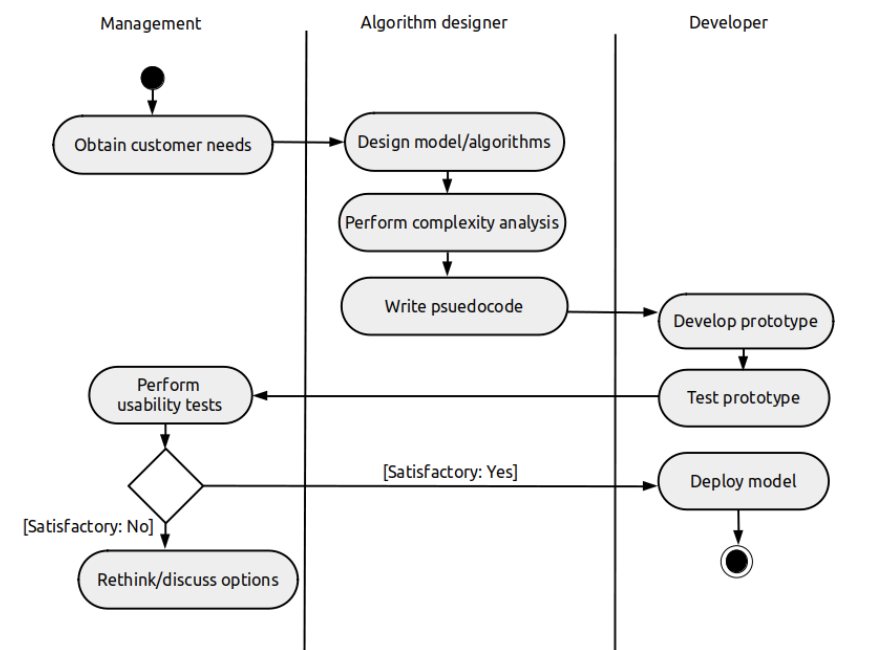 Management
Algorithm designer
Developer
Obtain customer needs
Design model/algorithms
Perform complexity analysis
Write psuedocode
Develop prototype
Test prototype
Perform
usability tests
[Satisfactory: Yes]
Deploy model
[Satisfactory: No]
Rethink/discuss options